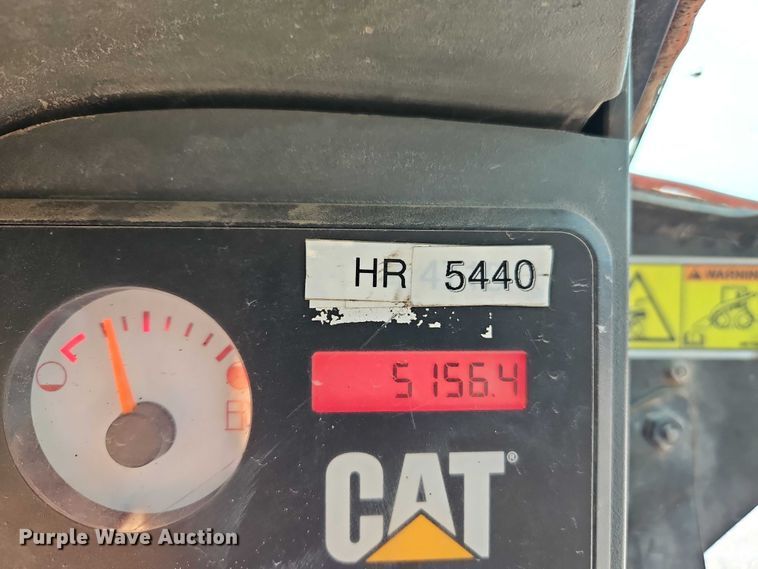 HR 5440
WARNING
5156.4
CAT®
Purple Wave Auction®